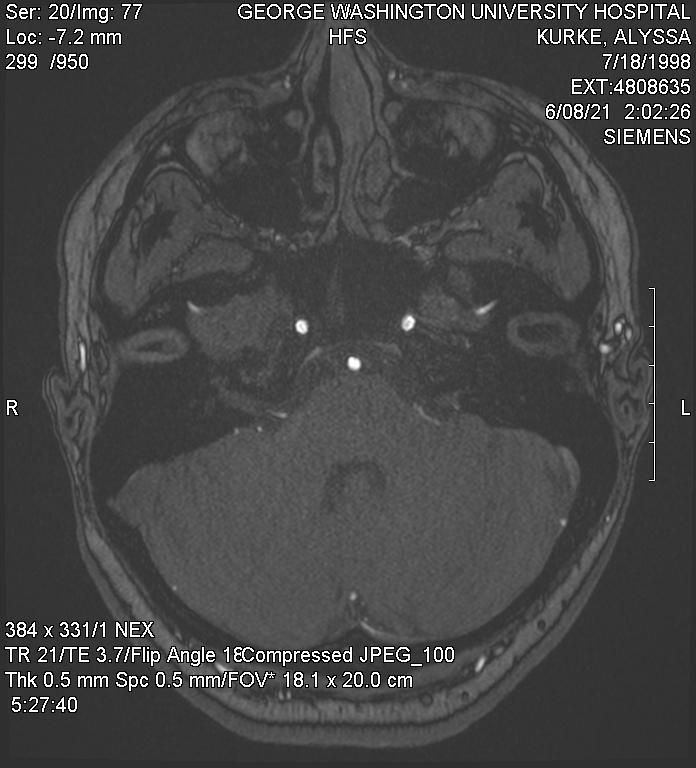 Ser: 20/Img: 77
Loc: -7.2 mm
299 /950
GEORGE WASHINGTON UNIVERSITY HOSPITAL
HFS
KURKE, ALYSSA
7/18/1998
EXT:4808635
6/08/21 2:02:26
SIEMENS
R
L
384 x 331/1 NEX
TR 21/TE 3.7/Flip Angle 18Compressed JPEG_100
Thk 0.5 mm Spc 0.5 mm/FOV* 18.1 x 20.0 cm
5:27:40